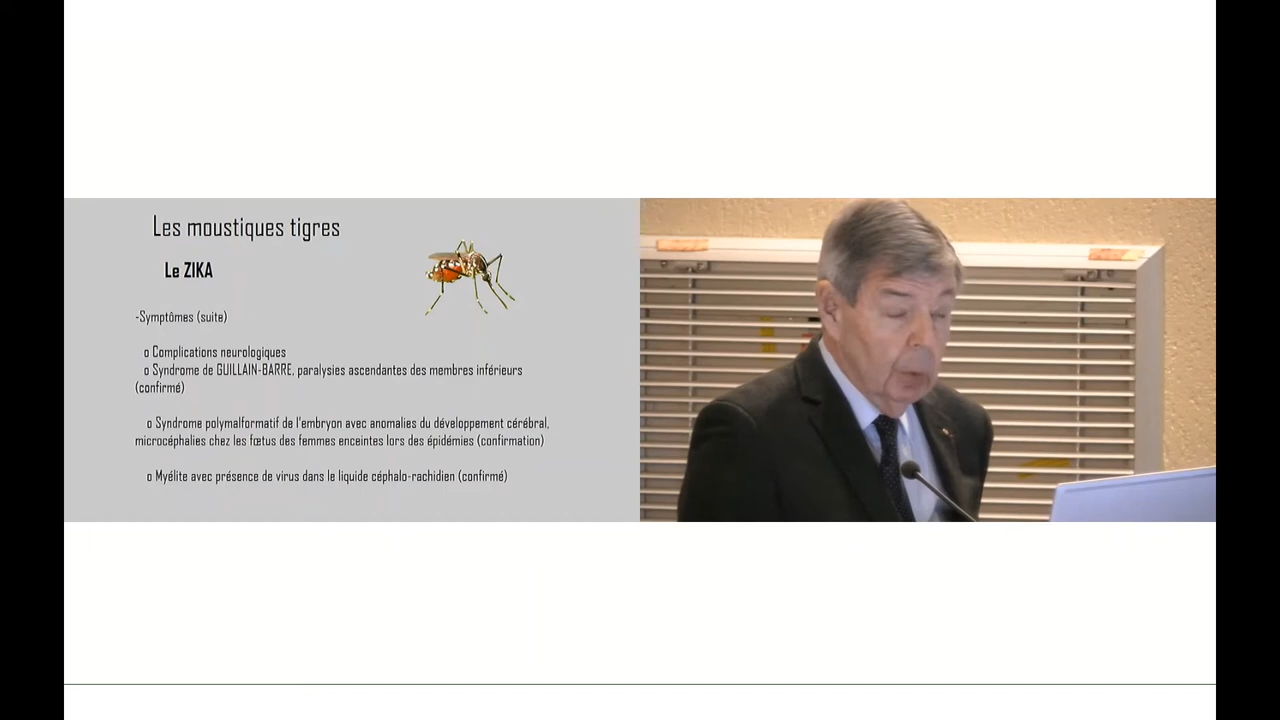 Les moustiques tigres
Le ZIKA
-Symptômes (suite)
o Complications neurologiques
o Syndrome de GUILLAIN-BARRE, paralysies ascendantes des membres inférieurs
(confirmé)
o Syndrome polymalformatif de l'embryon avec anomalies du développement cérébral,
microcéphalies chez les fœtus des femmes enceintes lors des épidémies (confirmation)
o Myélite avec présence de virus dans le liquide céphalo-rachidien (confirmé)